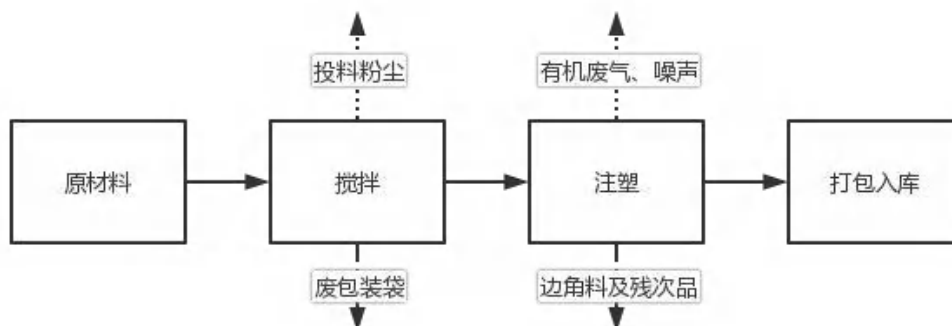 投料粉尘
有机废气、噪声
原材料
搅拌
注塑
打包入库
废包装袋
边角料及残次品